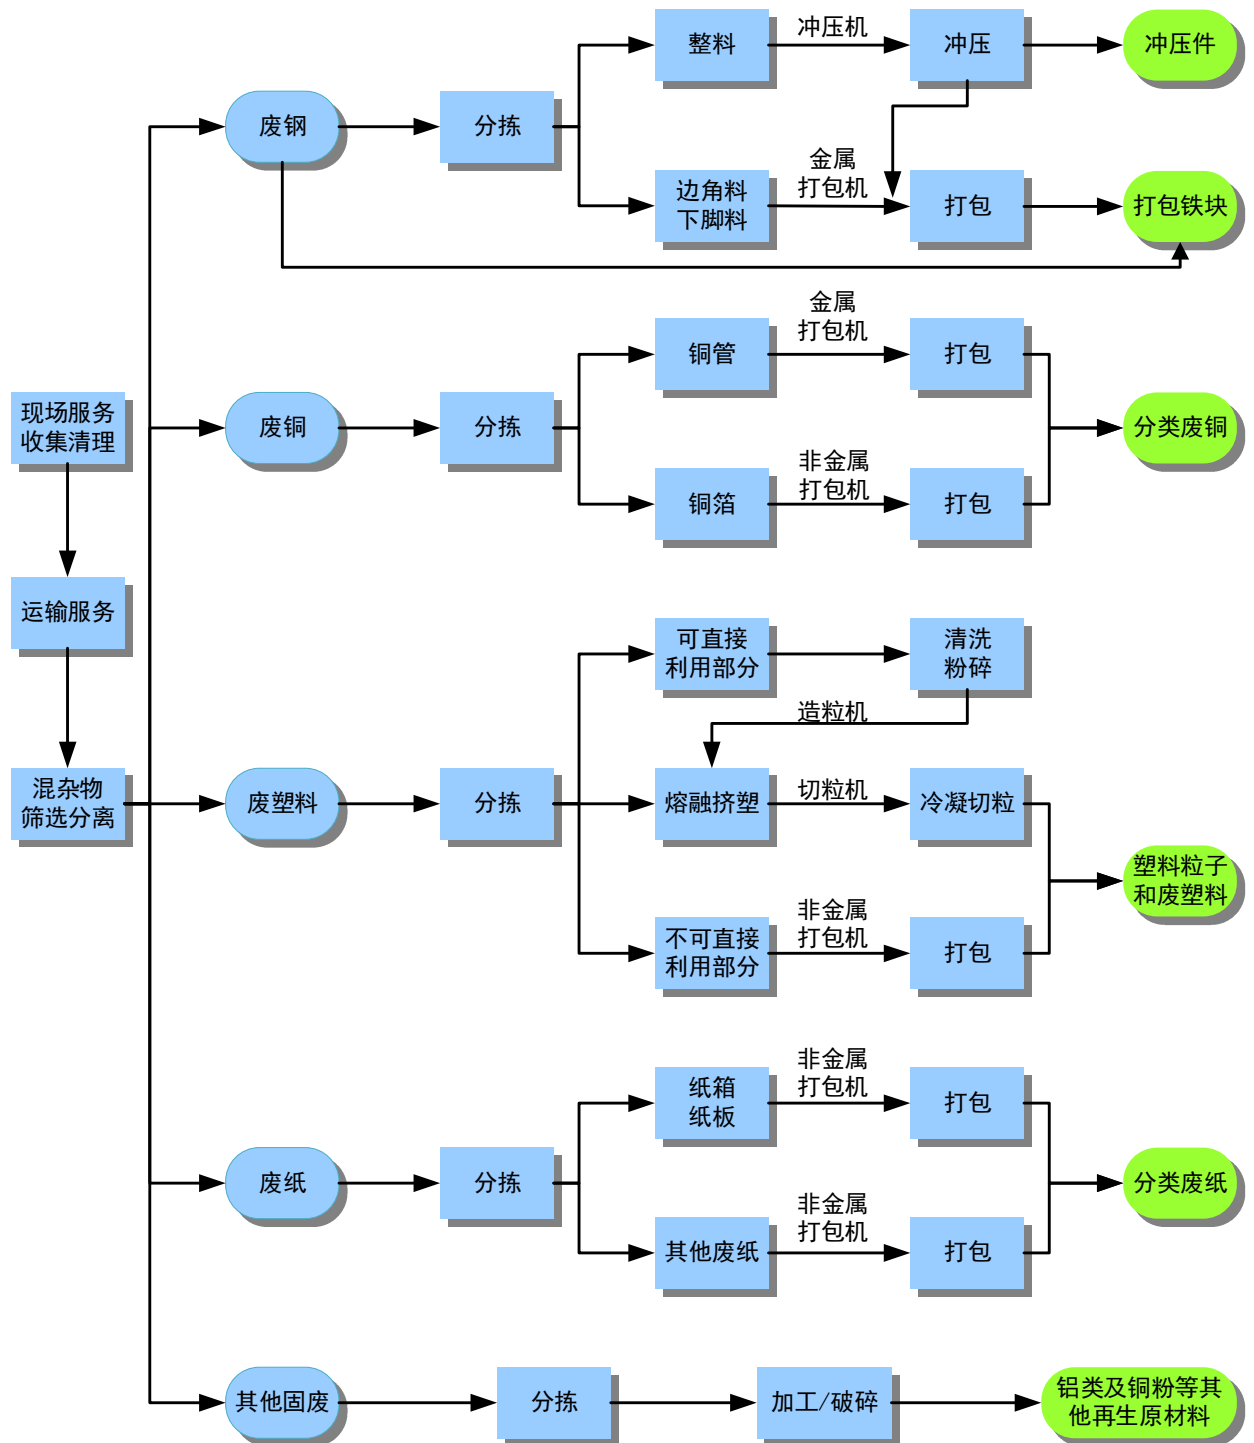 整料
冲压机
冲压
冲压件
废钢
分拣
边角料
下脚料
金属
打包机
打包
打包铁块
现场服务
收集清理
运输服务
混杂物
筛选分离
废铜
分拣
铜管
金属
打包机
打包
铜箔
非金属
打包机
打包
分类废铜
废塑料
分拣
可直接
利用部分
清洗
粉碎
造粒机
熔融挤塑
切粒机
冷凝切粒
不可直接
利用部分
非金属
打包机
打包
塑料粒子
和废塑料
废纸
分拣
纸箱
纸板
非金属
打包机
打包
其他废纸
非金属
打包机
打包
分类废纸
其他固废
分拣
加工/破碎
铝类及铜粉等其
他再生原材料